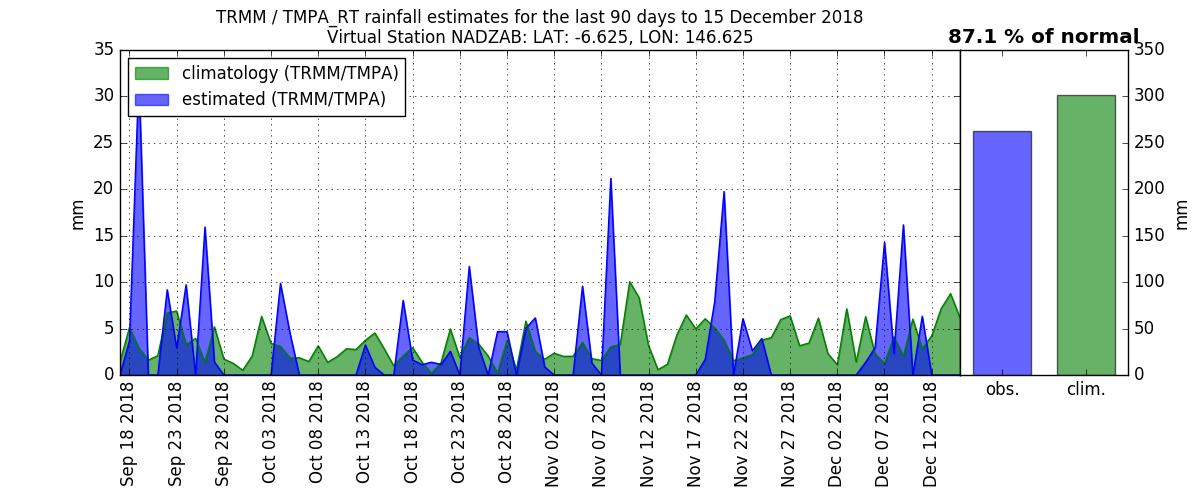 TRMM / TMPA_RT rainfall estimates for the last 90 days to 15 December 2018
Virtual Station NADZAB: LAT: -6.625, LON: 146.625
87.1 % of normal
climatology (TRMM/TMPA)
estimated (TRMM/TMPA)
35
30
25
20
15
10
5
0
mm
Sep 18 2018
Sep 23 2018
Sep 28 2018
Oct 03 2018
Oct 08 2018
Oct 13 2018
Oct 18 2018
Oct 23 2018
Oct 28 2018
Nov 02 2018
Nov 07 2018
Nov 12 2018
Nov 17 2018
Nov 22 2018
Nov 27 2018
Dec 02 2018
Dec 07 2018
Dec 12 2018
350
300
250
200
150
100
50
0
mm
obs.
clim.